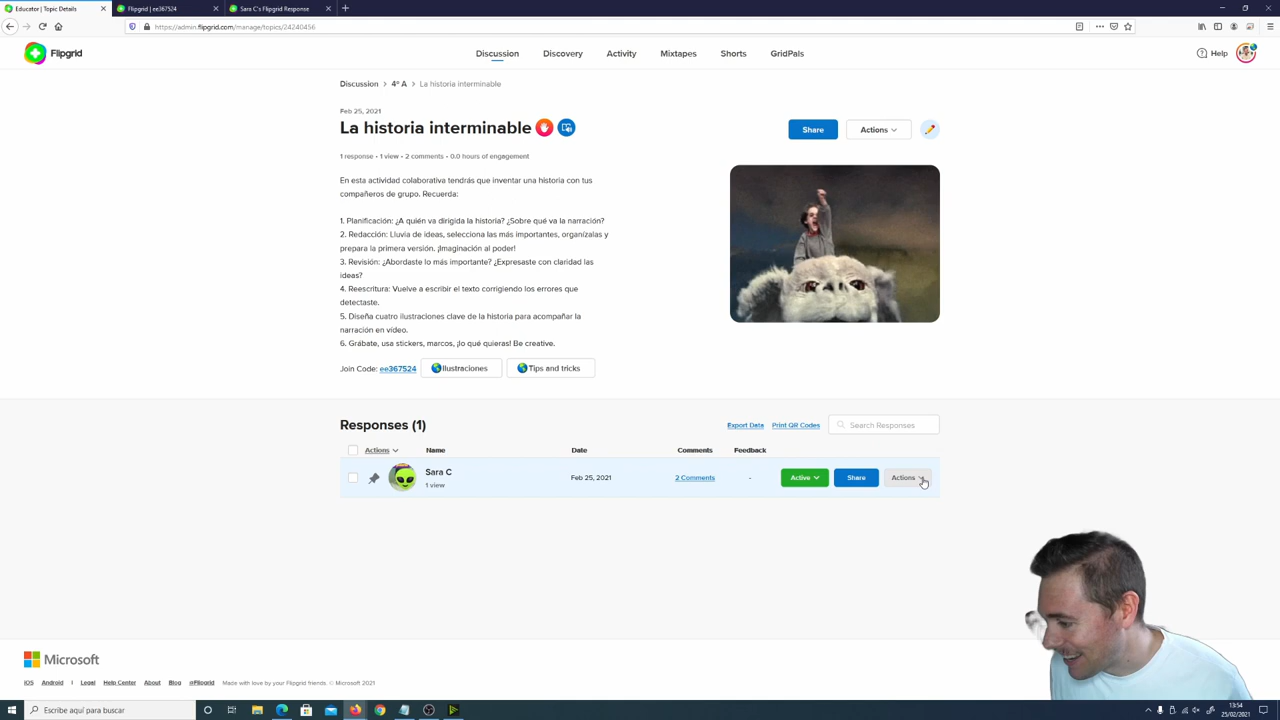 Educator | Topic Details
Flipgrid | ee367524
Sara C's Flipgrid Response
https://admin.flipgrid.com/manage/topics/24240456
Flipgrid
Discussion
Discovery
Activity
Mixtapes
Shorts
GridPals
Help
Discussion > 4º A > La historia interminable
Feb 25, 2021
La historia interminable
Share
Actions
1 response • 1 view • 2 comments • 0.0 hours of engagement
En esta actividad colaborativa tendrás que inventar una historia con tus
compañeros de grupo. Recuerda:
1. Planificación: ¿A quién va dirigida la historia? ¿Sobre qué va la narración?
2. Redacción: Lluvia de ideas, selecciona las más importantes, organízalas y
prepara la primera versión. ¡Imaginación al poder!
3. Revisión: ¿Abordaste lo más importante? ¿Expresaste con claridad las
ideas?
4. Reescritura: Vuelve a escribir el texto corrigiendo los errores que
detectaste.
5. Diseña cuatro ilustraciones clave de la historia para acompañar la
narración en vídeo.
6. Grábate, usa stickers, marcos, ¡lo qué quieras! Be creative.
Join Code: ee367524
Ilustraciones
Tips and tricks
Responses (1)
Export Data
Print QR Codes
Search Responses
Actions
Name
Date
Comments
Feedback
Sara C
1 view
Feb 25, 2021
2 Comments
-
Active
Share
Actions
Microsoft
iOS
Android
|
Legal
Help Center
About
Blog
@Flipgrid
Made with love by your Flipgrid friends. © Microsoft 2021
Escribe aquí para buscar
13:54
25/02/2021